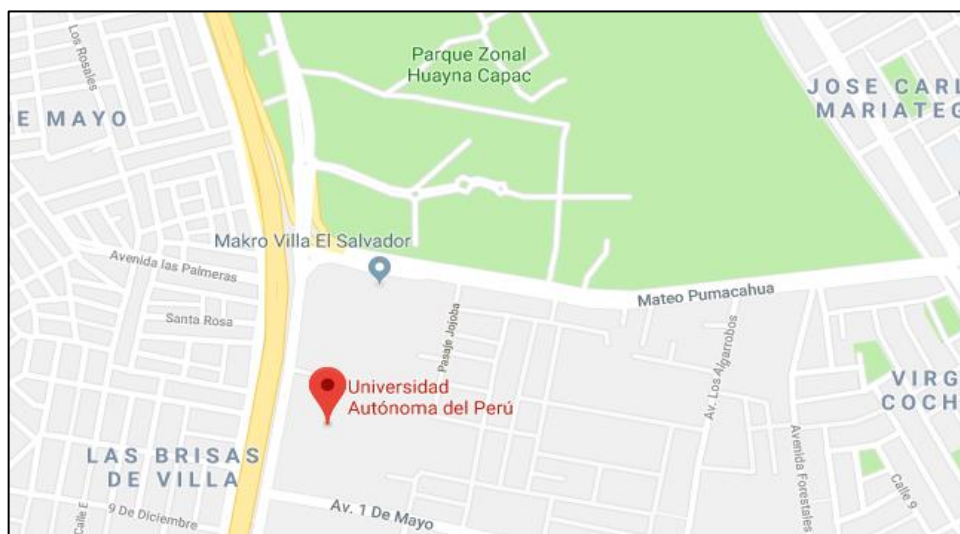 Los Rosales
Parque Zonal
Huayna Capac
JOSE CARL
MARIATEG
E MAYO
Makro Villa El Salvador
Avenida las Palmeras
Mateo Pumacahua
Santa Rosa
Pasaje Jojoba
Av. Los Algarrobos
Universidad
Autónoma del Perú
VIRG
COCH
LAS BRISAS
DE VILLA
Avenida Forestales
Calle 9
Calle E
9 De Diciembre
Av. 1 De Mayo